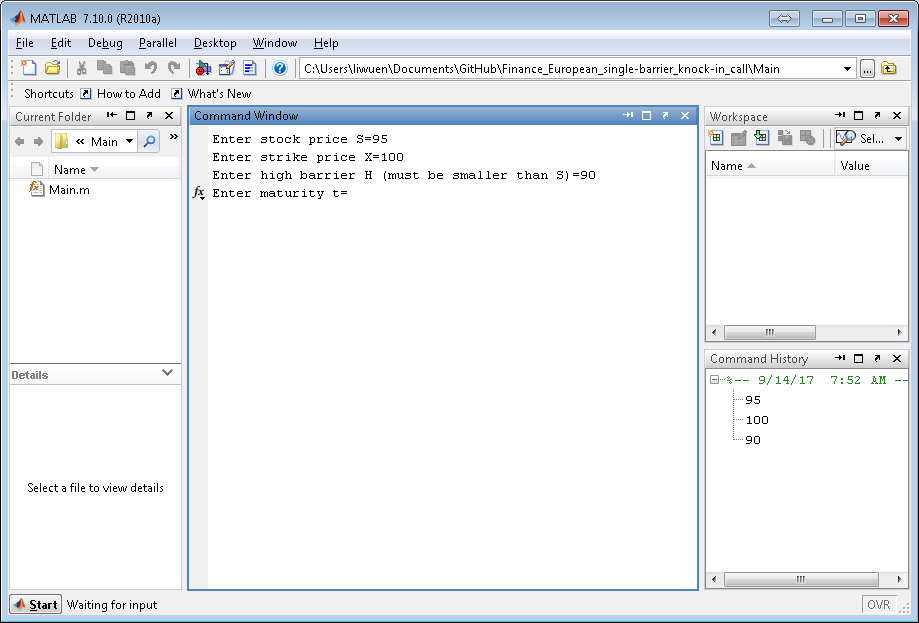 MATLAB 7.10.0 (R2010a)
File Edit Debug Parallel Desktop Window Help
C:\Users\liwuen\Documents\GitHub\Finance_European_single-barrier_knock-in_call\Main
...
Shortcuts How to Add What's New
Current Folder
« Main
»
Name
Main.m
Details
Select a file to view details
Command Window
Enter stock price S=95
Enter strike price X=100
Enter high barrier H (must be smaller than S)=90
fx Enter maturity t=
Workspace
Sel...
Name Value
Command History
%-- 9/14/17 7:52 AM --
95
100
90
Start Waiting for input
OVR